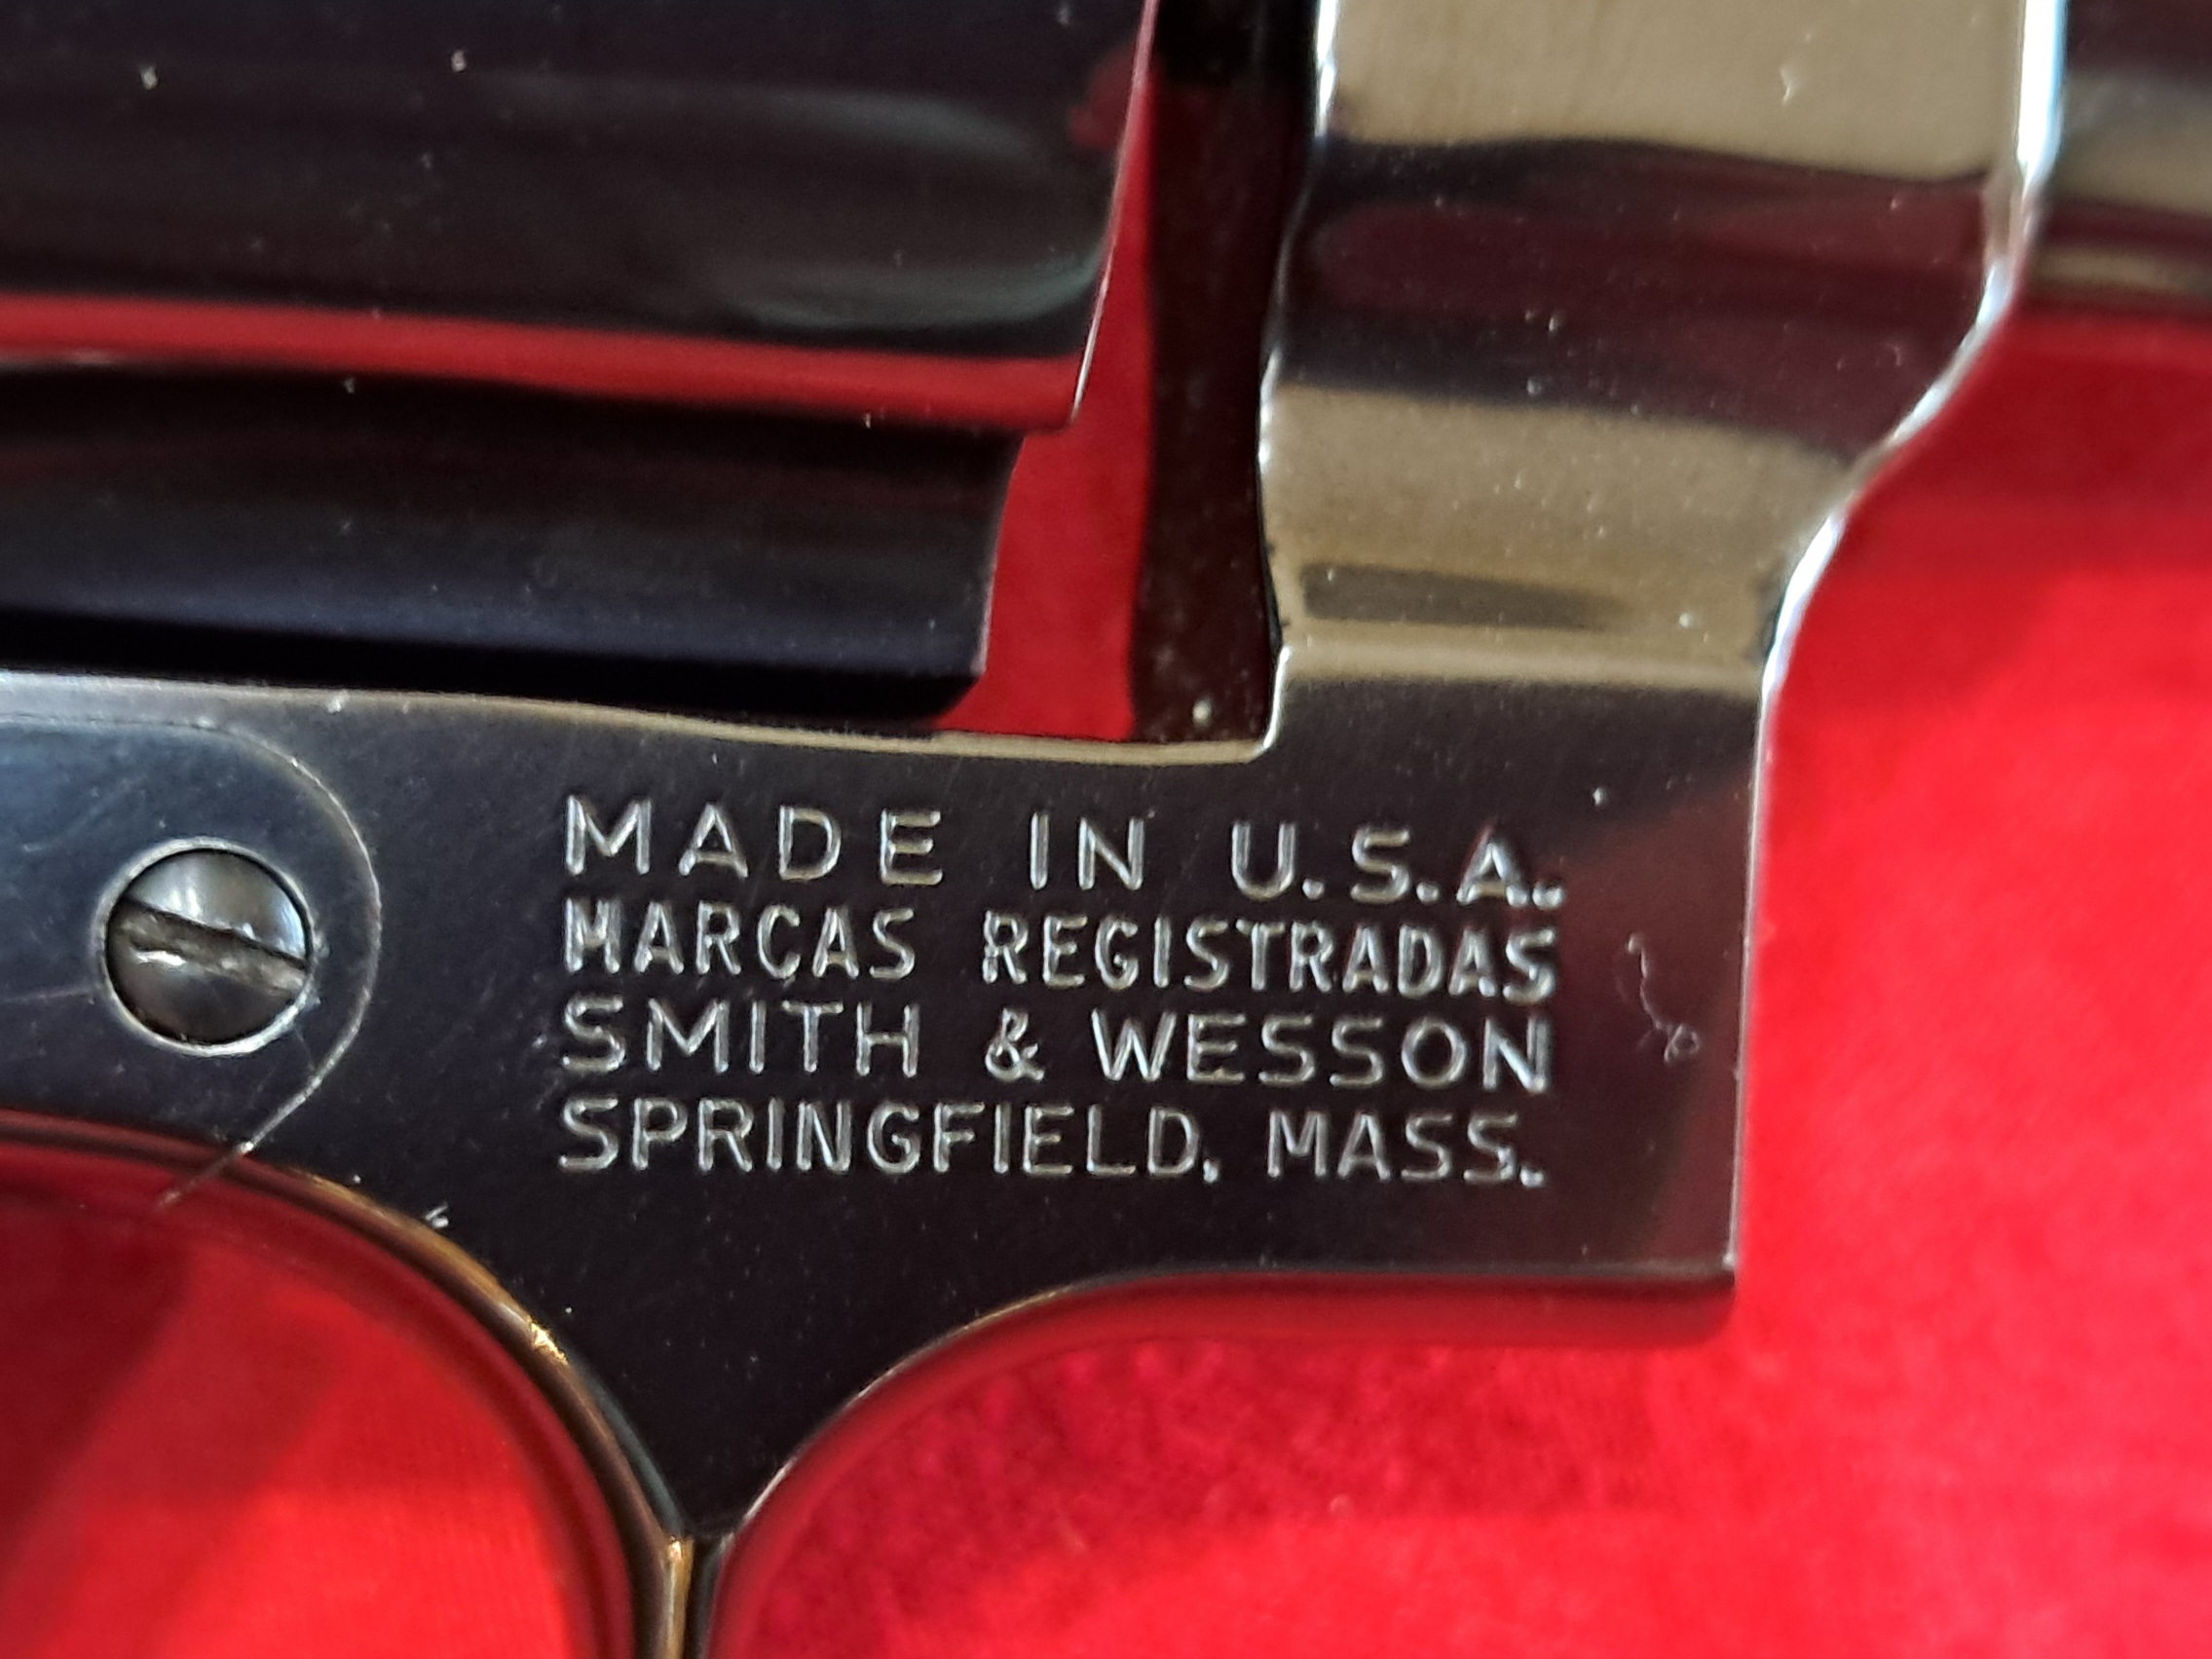 MADE IN U.S.A.
MARCAS REGISTRADAS
SMITH & WESSON
SPRINGFIELD, MASS.